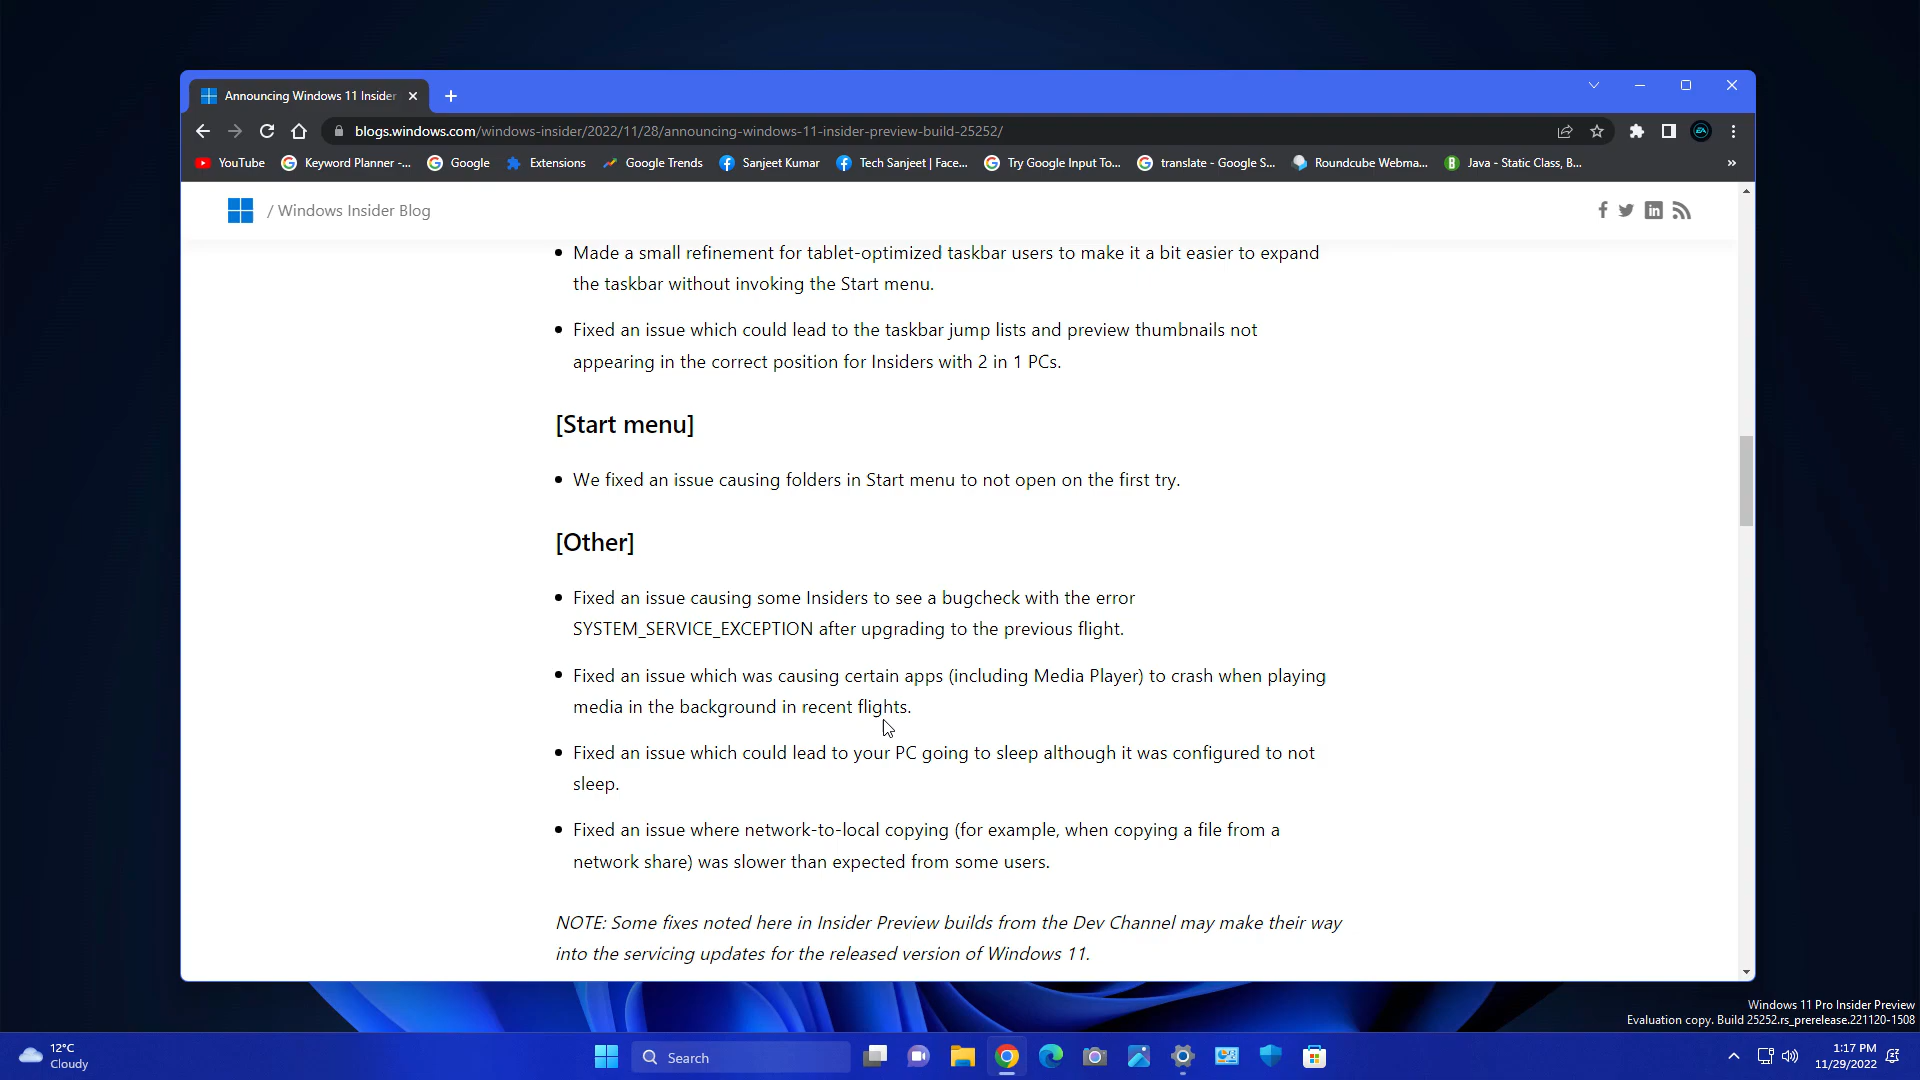 Announcing Windows 11 Insider
blogs.windows.com/windows-insider/2022/11/28/announcing-windows-11-insider-preview-build-25252/
YouTube Keyword Planner -... Google Extensions Google Trends Sanjeet Kumar Tech Sanjeet | Face... Try Google Input To... translate - Google S... Roundcube Webma... Java - Static Class, B... »
/ Windows Insider Blog
• Made a small refinement for tablet-optimized taskbar users to make it a bit easier to expand
the taskbar without invoking the Start menu.
• Fixed an issue which could lead to the taskbar jump lists and preview thumbnails not
appearing in the correct position for Insiders with 2 in 1 PCs.
[Start menu]
• We fixed an issue causing folders in Start menu to not open on the first try.
[Other]
• Fixed an issue causing some Insiders to see a bugcheck with the error
SYSTEM_SERVICE_EXCEPTION after upgrading to the previous flight.
• Fixed an issue which was causing certain apps (including Media Player) to crash when playing
media in the background in recent flights.
• Fixed an issue which could lead to your PC going to sleep although it was configured to not
sleep.
• Fixed an issue where network-to-local copying (for example, when copying a file from a
network share) was slower than expected from some users.
NOTE: Some fixes noted here in Insider Preview builds from the Dev Channel may make their way
into the servicing updates for the released version of Windows 11.
Windows 11 Pro Insider Preview
Evaluation copy. Build 25252.rs_prerelease.221120-1508
12°C
Cloudy
Search
1:17 PM
11/29/2022